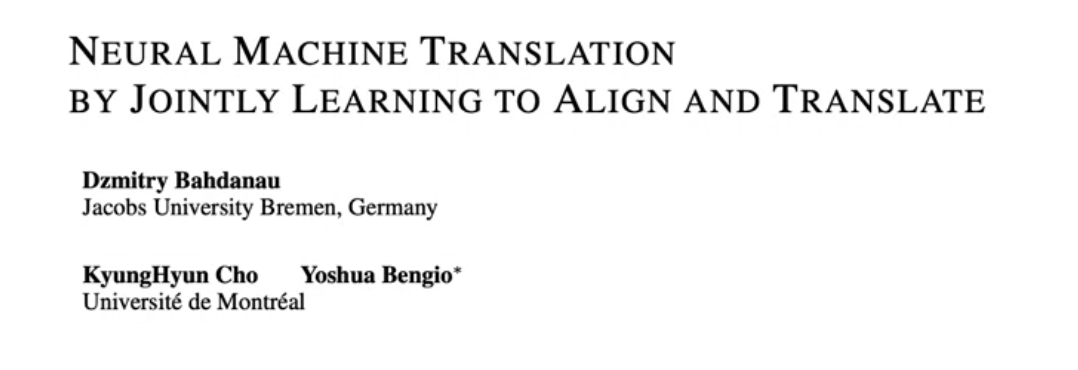 NEURAL MACHINE TRANSLATION
BY JOINTLY LEARNING TO ALIGN AND TRANSLATE
Dzmitry Bahdanau
Jacobs University Bremen, Germany
KyungHyun Cho Yoshua Bengio*
Université de Montréal